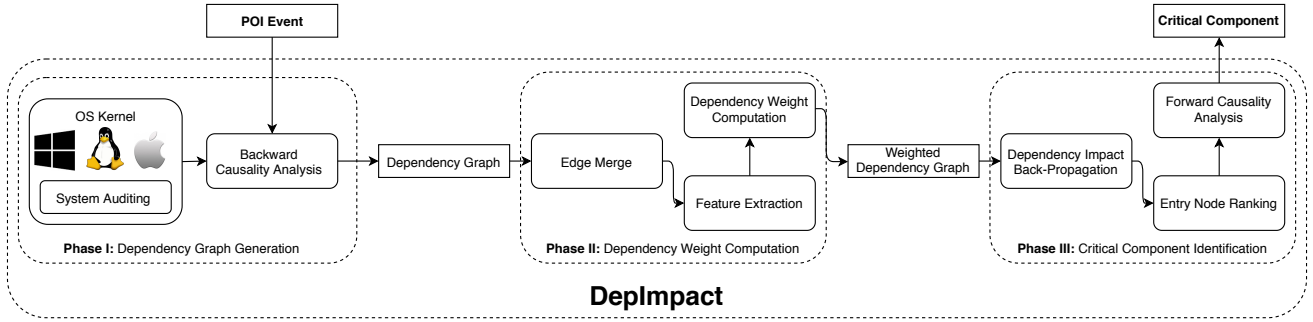 POI Event
Critical Component
OS Kernel
System Auditing
Backward
Causality Analysis
Phase I: Dependency Graph Generation
Dependency Graph
Edge Merge
Dependency Weight
Computation
Feature Extraction
Phase II: Dependency Weight Computation
Weighted
Dependency Graph
Dependency Impact
Back-Propagation
Forward Causality
Analysis
Entry Node Ranking
Phase III: Critical Component Identification
DepImpact